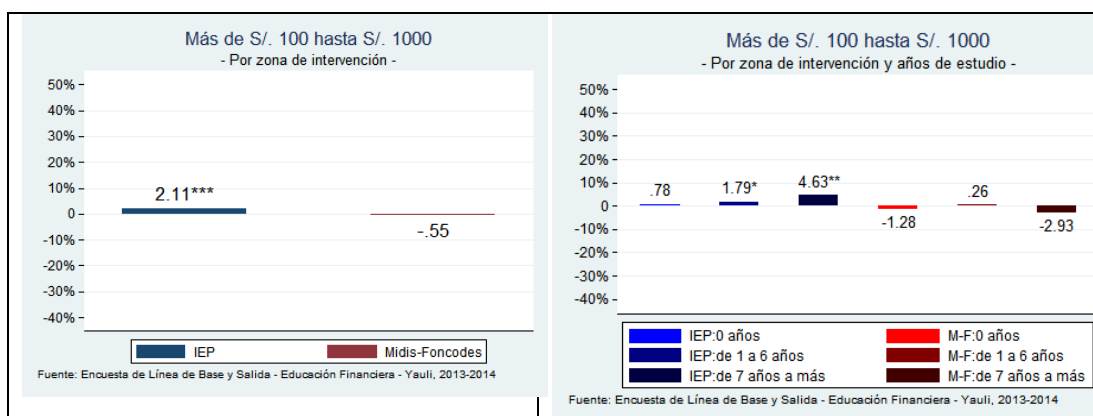 Más de S/. 100 hasta S/. 1000
- Por zona de intervención -
50%
40%
30%
20%
10%
0
-10%
-20%
-30%
-40%
2.11***
-.55
IEP
Midis-Foncodes
Fuente: Encuesta de Línea de Base y Salida - Educación Financiera - Yauli, 2013-2014
Más de S/. 100 hasta S/. 1000
- Por zona de intervención y años de estudio -
50%
40%
30%
20%
10%
0
-10%
-20%
-30%
-40%
.78
1.79*
4.63**
-1.28
.26
-2.93
IEP:0 años
M-F:0 años
IEP:de 1 a 6 años
M-F:de 1 a 6 años
IEP:de 7 años a más
M-F:de 7 años a más
Fuente: Encuesta de Línea de Base y Salida - Educación Financiera - Yauli, 2013-2014